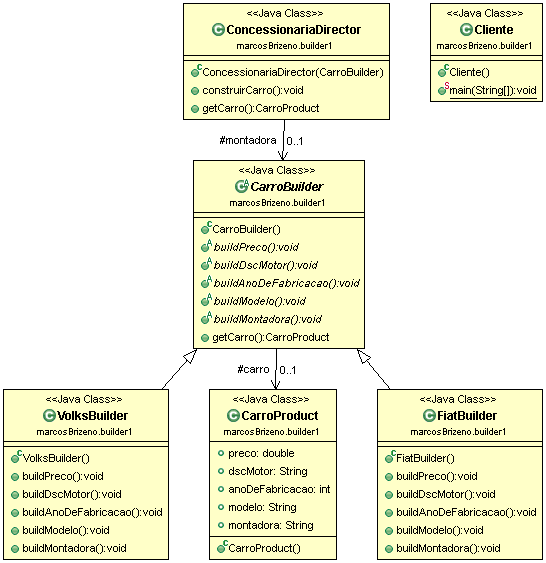 <<Java Class>>
ConcessionariaDirector
marcosBrizeno.builder1
ConcessionariaDirector(CarroBuilder)
construirCarro():void
getCarro():CarroProduct
<<Java Class>>
Cliente
marcosBrizeno.builder1
Cliente()
main(String[]):void
#montadora
0..1
<<Java Class>>
CarroBuilder
marcosBrizeno.builder1
CarroBuilder()
buildPreco():void
buildDscMotor():void
buildAnoDeFabricacao():void
buildModelo():void
buildMontadora():void
getCarro():CarroProduct
#carro
0..1
<<Java Class>>
VolksBuilder
marcosBrizeno.builder1
VolksBuilder()
buildPreco():void
buildDscMotor():void
buildAnoDeFabricacao():void
buildModelo():void
buildMontadora():void
<<Java Class>>
CarroProduct
marcosBrizeno.builder1
preco: double
dscMotor: String
anoDeFabricacao: int
modelo: String
montadora: String
CarroProduct()
<<Java Class>>
FiatBuilder
marcosBrizeno.builder1
FiatBuilder()
buildPreco():void
buildDscMotor():void
buildAnoDeFabricacao():void
buildModelo():void
buildMontadora():void